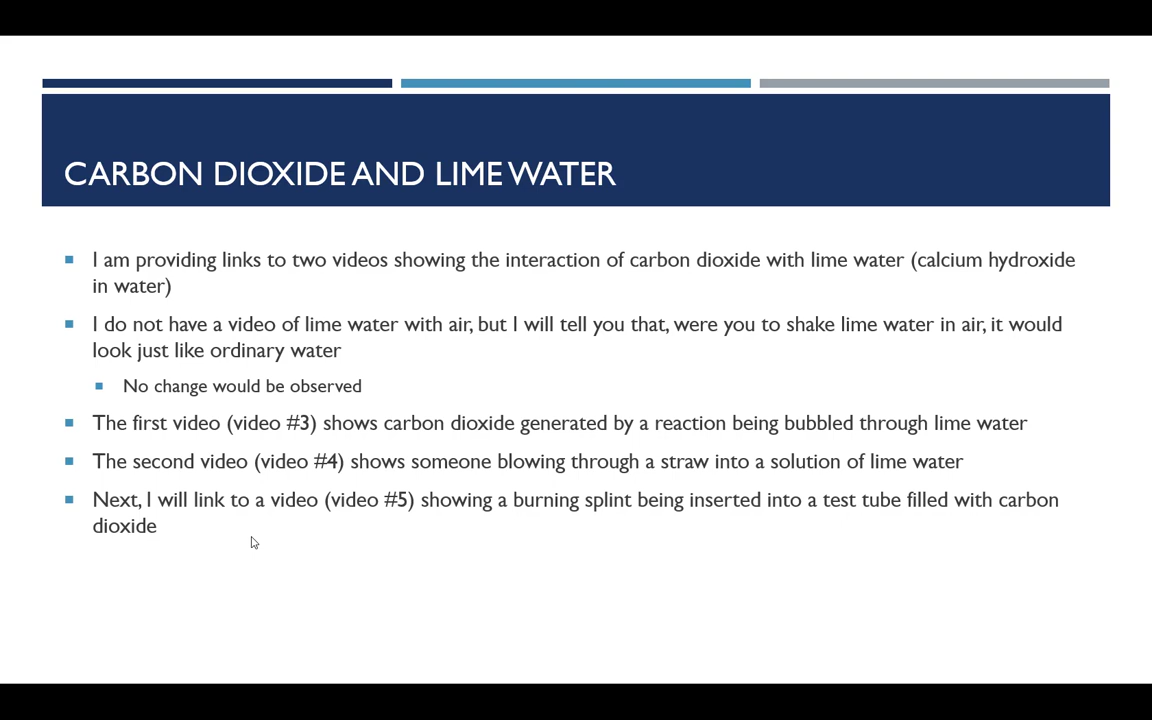 CARBON DIOXIDE AND LIME WATER
I am providing links to two videos showing the interaction of carbon dioxide with lime water (calcium hydroxide
in water)
I do not have a video of lime water with air, but I will tell you that, were you to shake lime water in air, it would
look just like ordinary water
No change would be observed
The first video (video #3) shows carbon dioxide generated by a reaction being bubbled through lime water
The second video (video #4) shows someone blowing through a straw into a solution of lime water
Next, I will link to a video (video #5) showing a burning splint being inserted into a test tube filled with carbon
dioxide